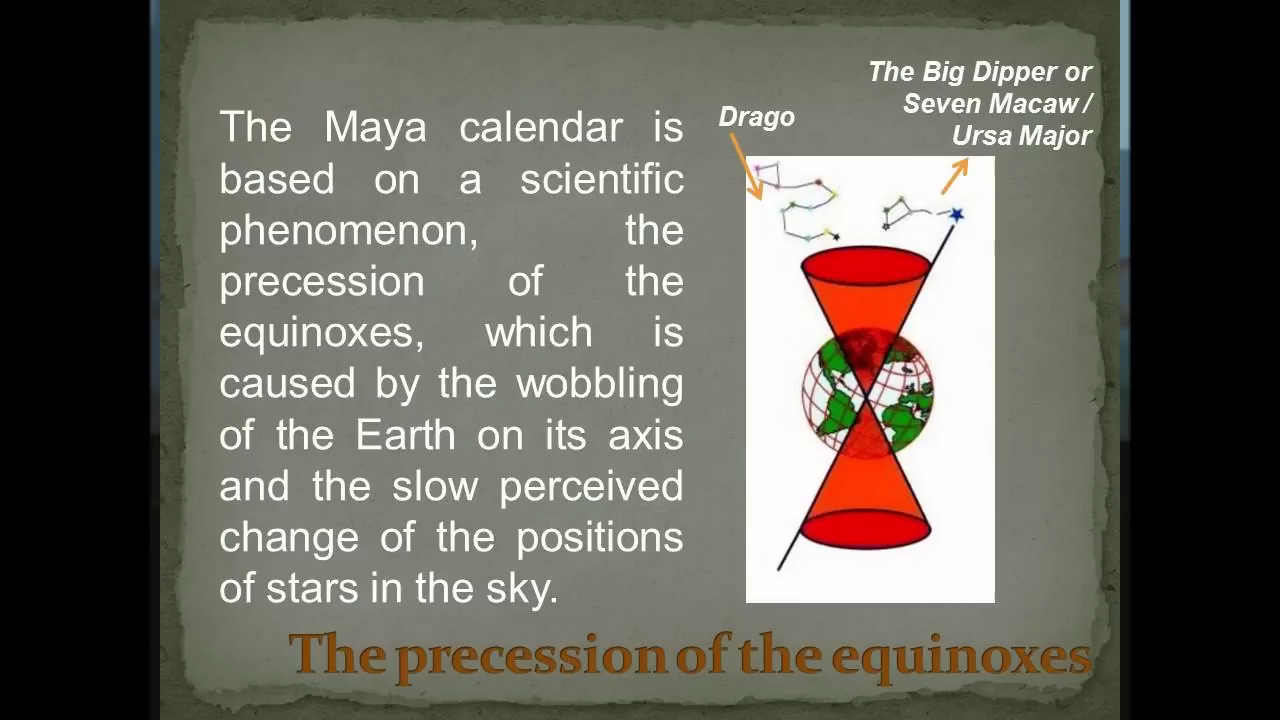 The Big Dipper or
Seven Macaw /
Ursa Major
Drago
The Maya calendar is
based on a scientific
phenomenon, the
precession of the
equinoxes, which is
caused by the wobbling
of the Earth on its axis
and the slow perceived
change of the positions
of stars in the sky.
The precession of the equinoxes